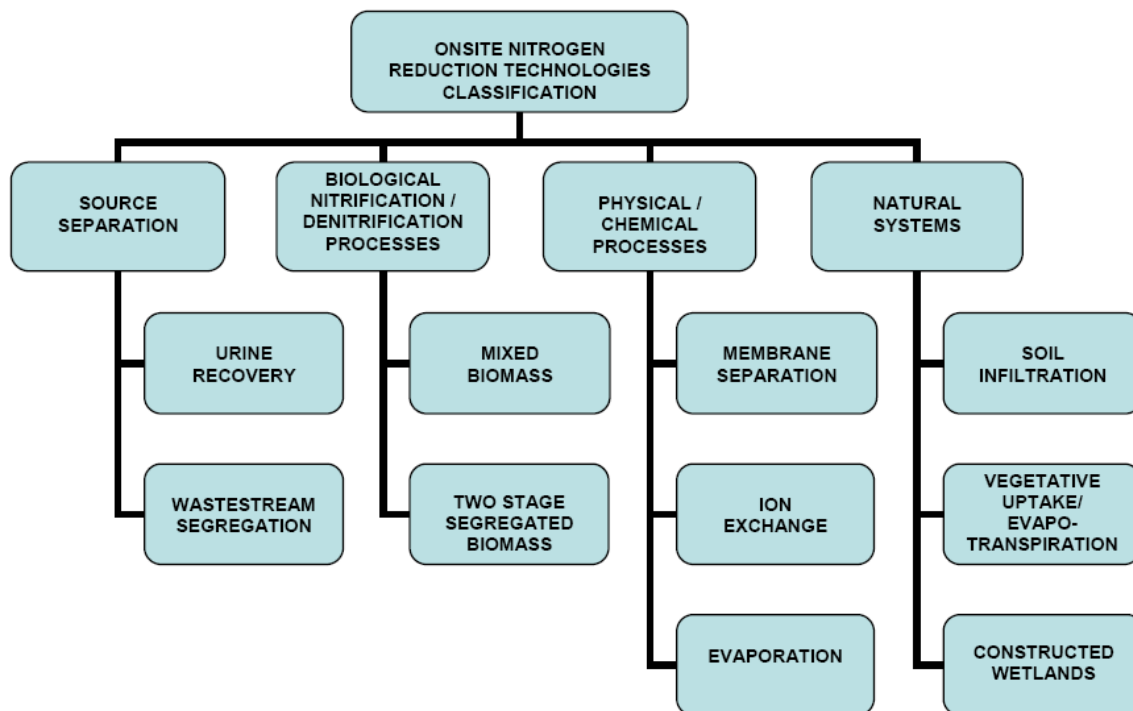 ONSITE NITROGEN
REDUCTION TECHNOLOGIES
CLASSIFICATION
SOURCE
SEPARATION
BIOLOGICAL
NITRIFICATION /
DENITRIFICATION
PROCESSES
PHYSICAL /
CHEMICAL
PROCESSES
NATURAL
SYSTEMS
URINE
RECOVERY
MIXED
BIOMASS
MEMBRANE
SEPARATION
SOIL
INFILTRATION
WASTESTREAM
SEGREGATION
TWO STAGE
SEGREGATED
BIOMASS
ION
EXCHANGE
VEGETATIVE
UPTAKE/
EVAPO-
TRANSPIRATION
EVAPORATION
CONSTRUCTED
WETLANDS